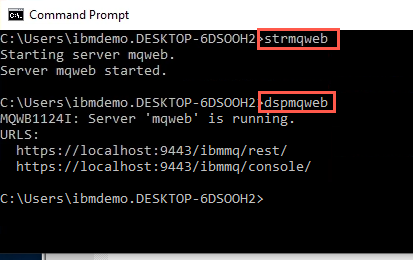 Command Prompt
C:\Users\ibmdemo.DESKTOP-6DSOOH2>strmqweb
Starting server mqweb.
Server mqweb started.
C:\Users\ibmdemo.DESKTOP-6DSOOH2>dspmqweb
MQWB1124I: Server 'mqweb' is running.
URLS:
https://localhost:9443/ibmmq/rest/
https://localhost:9443/ibmmq/console/
C:\Users\ibmdemo.DESKTOP-6DSOOH2>